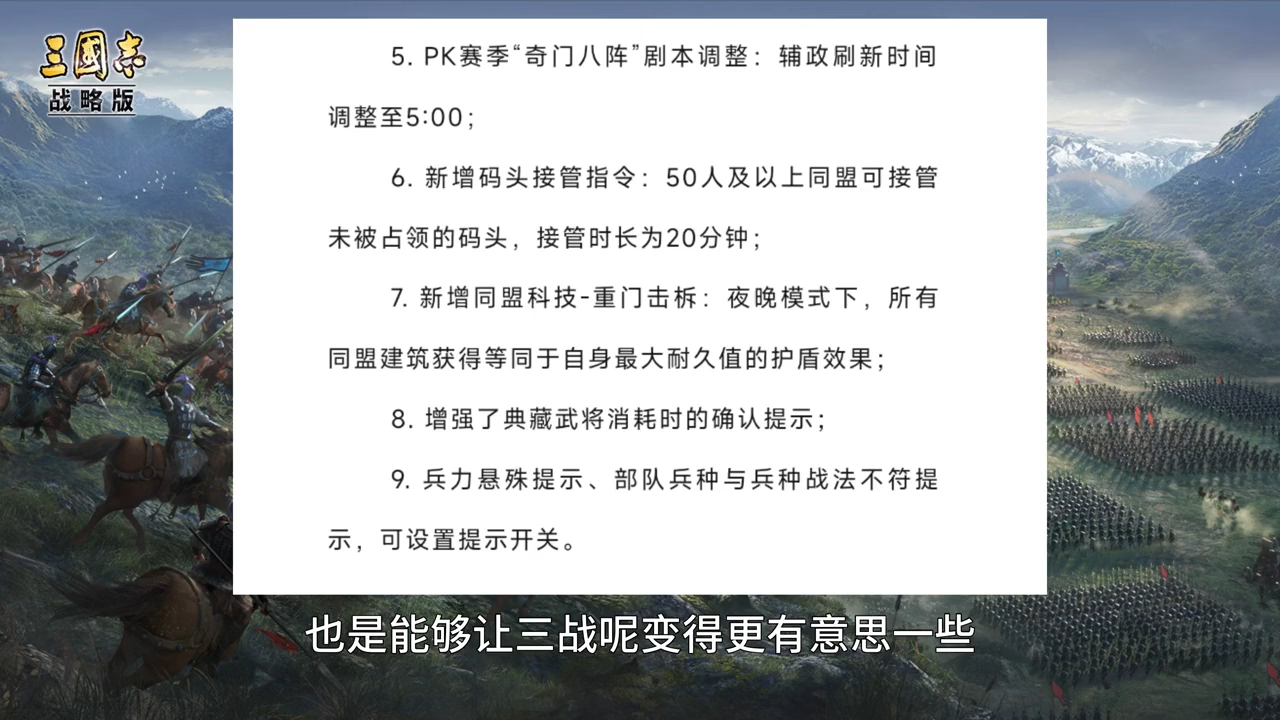 三國志
战略版
5. PK赛季“奇门八阵”剧本调整：辅政刷新时间
调整至5:00；
6. 新增码头接管指令：50人及以上同盟可接管
未被占领的码头，接管时长为20分钟；
7. 新增同盟科技-重门击柝：夜晚模式下，所有
同盟建筑获得等同于自身最大耐久值的护盾效果；
8. 增强了典藏武将消耗时的确认提示；
9. 兵力悬殊提示、部队兵种与兵种战法不符提
示，可设置提示开关。
也是能够让三战呢变得更有意思一些